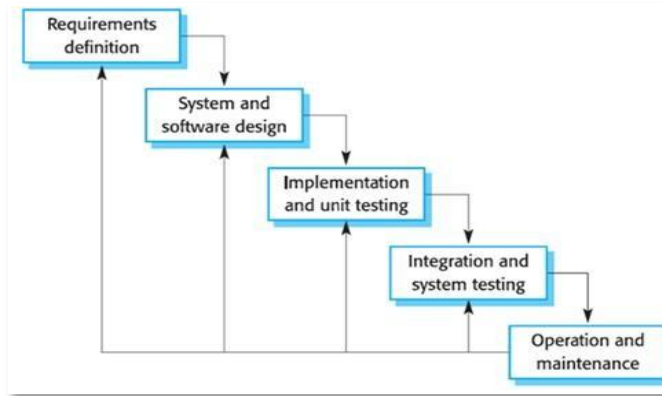 Requirements
definition
System and
software design
Implementation
and unit testing
Integration and
system testing
Operation and
maintenance